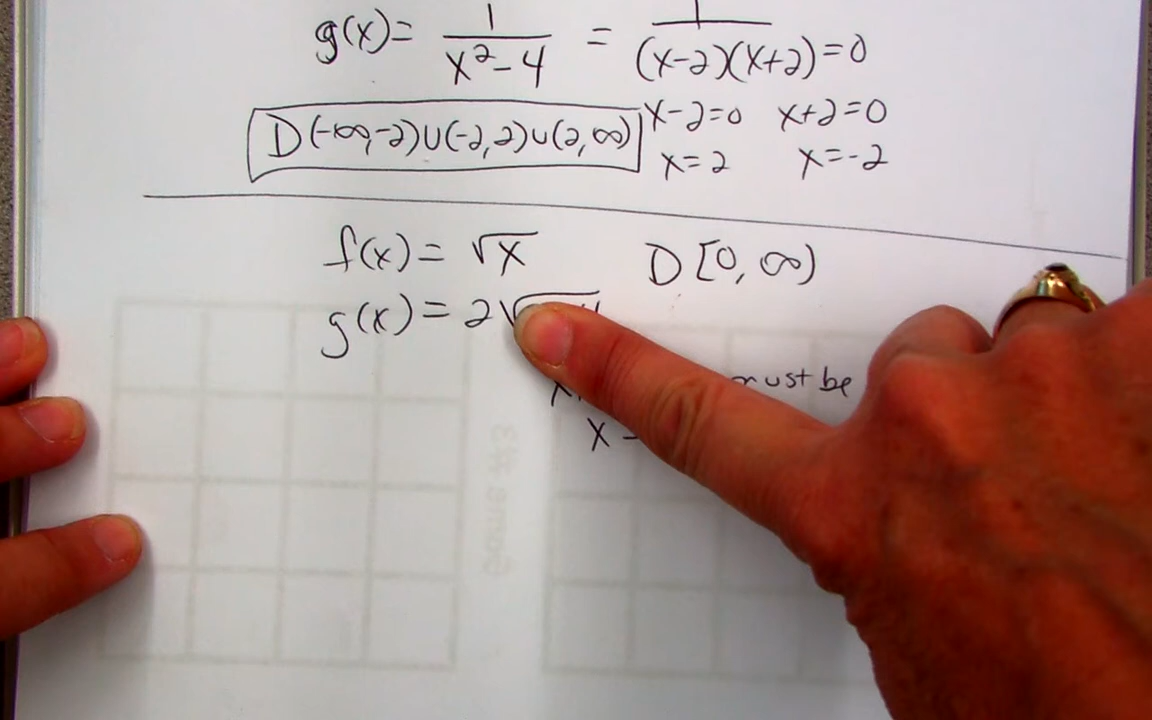 g(x)= 1/(x²-4) = 1/((x-2)(x+2))=0
D(-∞,-2)∪(-2,2)∪(2,∞) x-2=0 x+2=0
x=2 x=-2
f(x)= √x D[0,∞)
g(x)= 2√
must be
x -